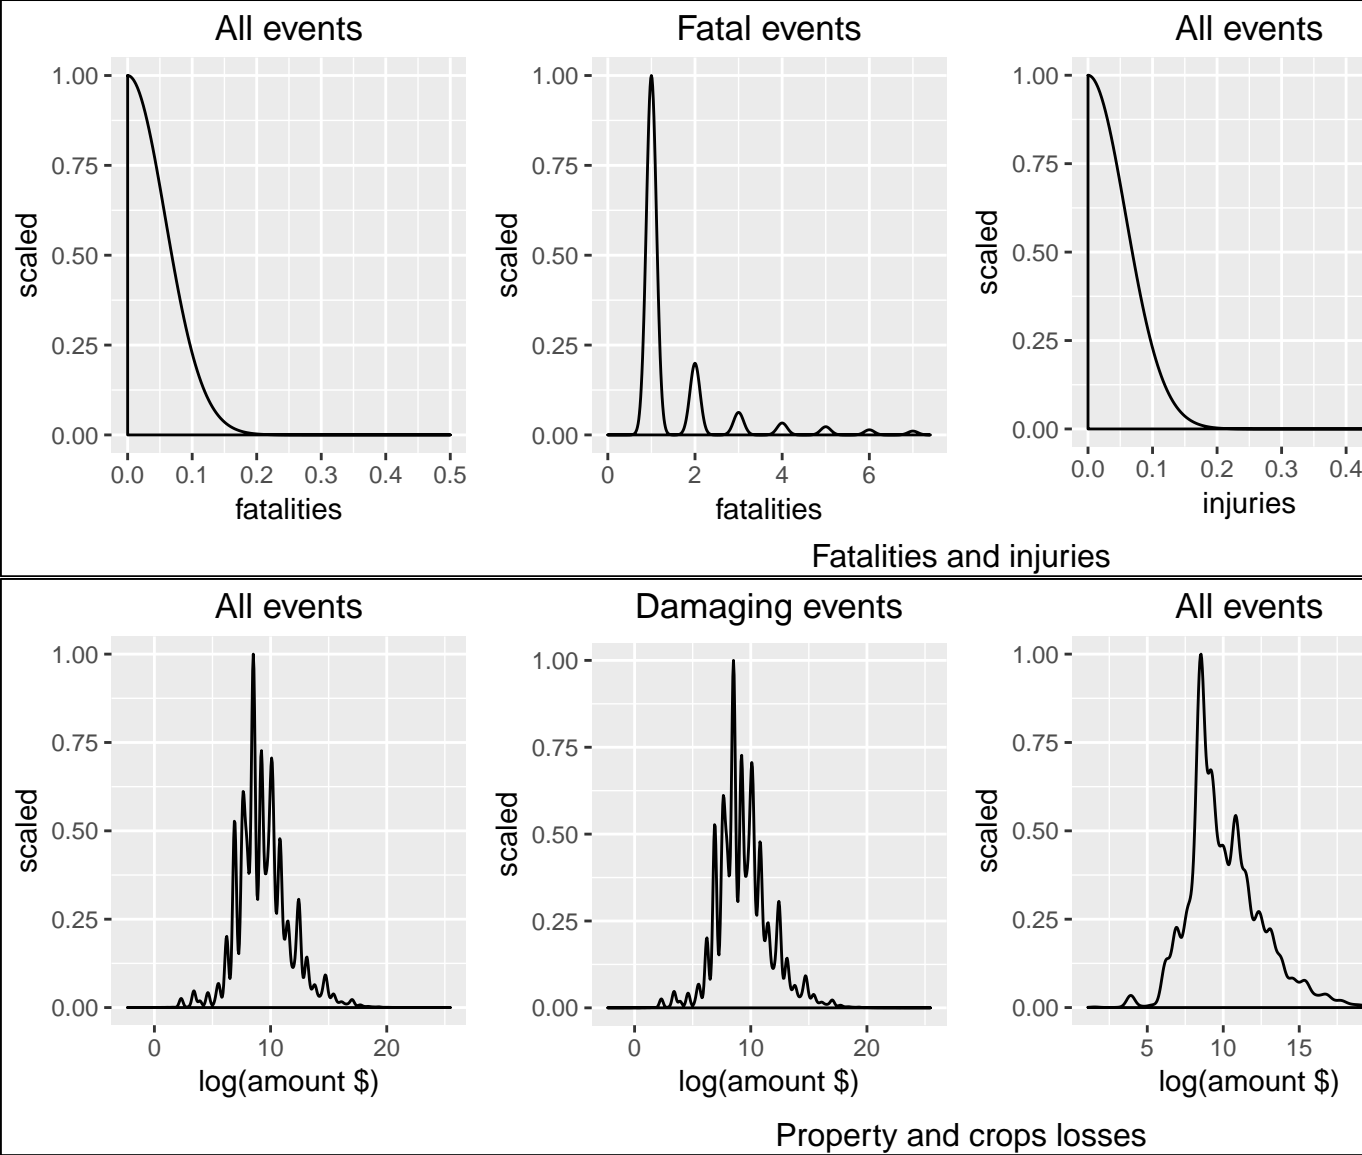 All events
Fatal events
All events
1.00
0.75
0.50
0.25
0.00
scaled
0.0 0.1 0.2 0.3 0.4 0.5
fatalities
1.00
0.75
0.50
0.25
0.00
scaled
0 2 4 6
fatalities
1.00
0.75
0.50
0.25
0.00
scaled
0.0 0.1 0.2 0.3 0.4
injuries
Fatalities and injuries
All events
Damaging events
All events
1.00
0.75
0.50
0.25
0.00
scaled
0 10 20
log(amount $)
1.00
0.75
0.50
0.25
0.00
scaled
0 10 20
log(amount $)
1.00
0.75
0.50
0.25
0.00
scaled
5 10 15
log(amount $)
Property and crops losses